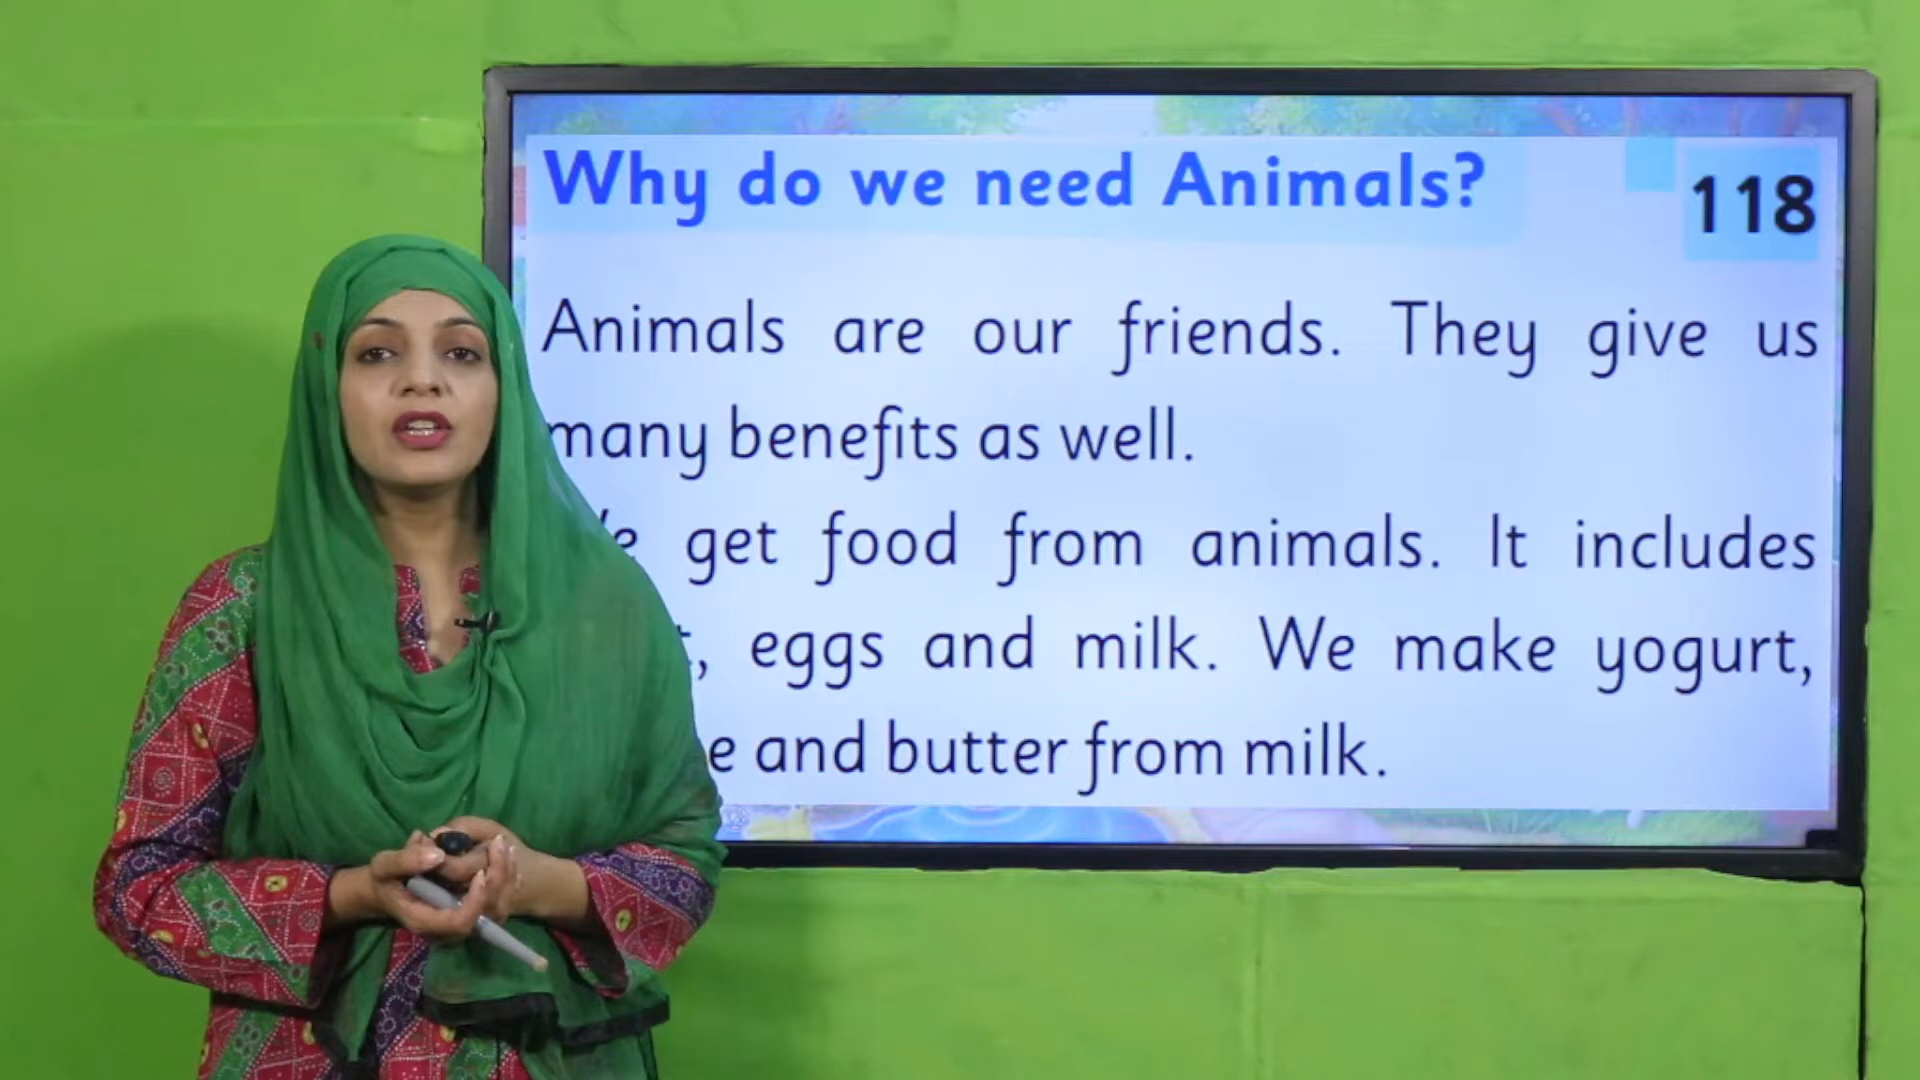 Why do we need Animals?
118
Animals are our friends. They give us
many benefits as well.
We get food from animals. It includes
eggs and milk. We make yogurt,
and butter from milk.